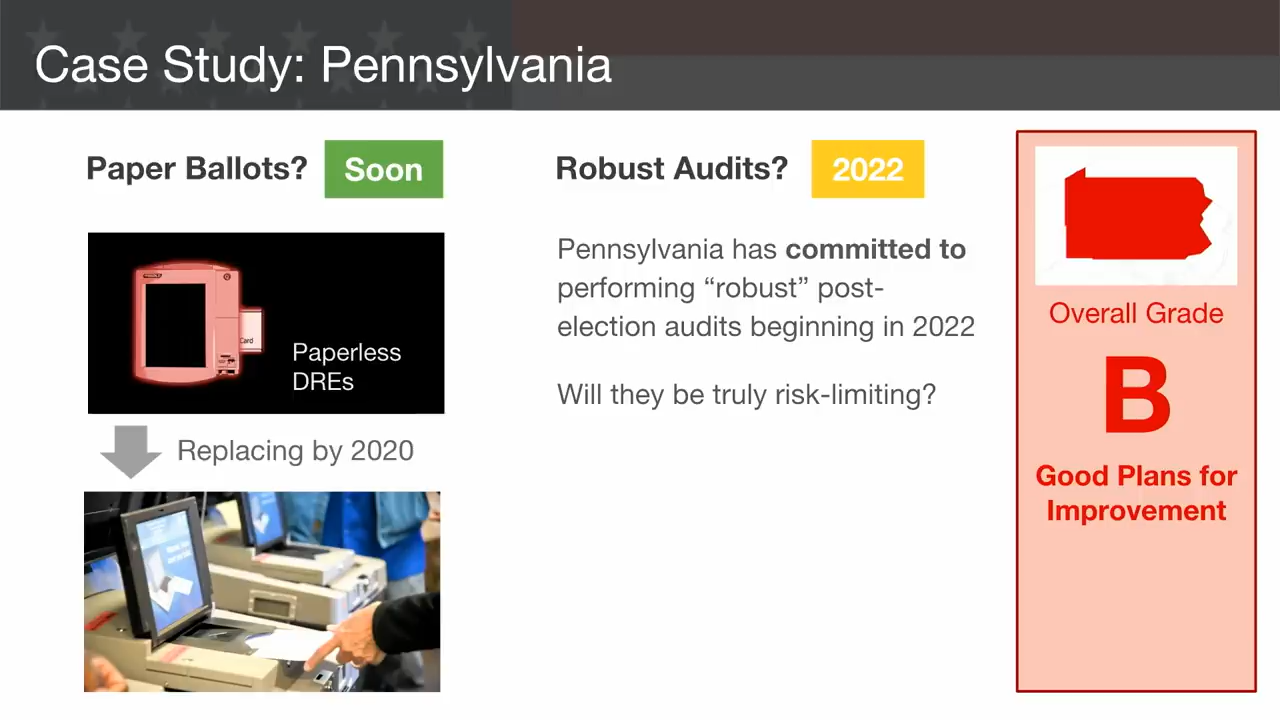 Case Study: Pennsylvania
Paper Ballots?
Soon
Card
Paperless
DREs
Replacing by 2020
Robust Audits?
2022
Pennsylvania has committed to
performing “robust” post-
election audits beginning in 2022
Will they be truly risk-limiting?
Overall Grade
B
Good Plans for
Improvement